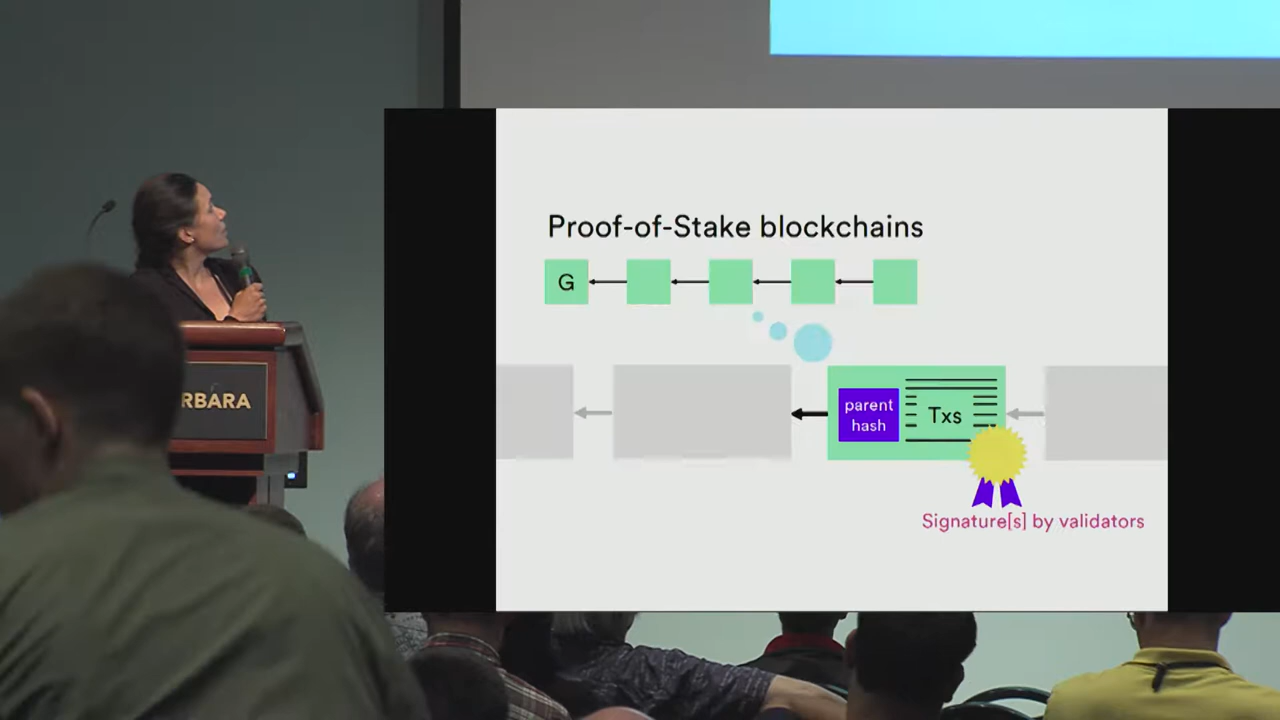 Proof-of-Stake blockchains
G
parent
hash
Txs
Signature[s] by validators
RBARA